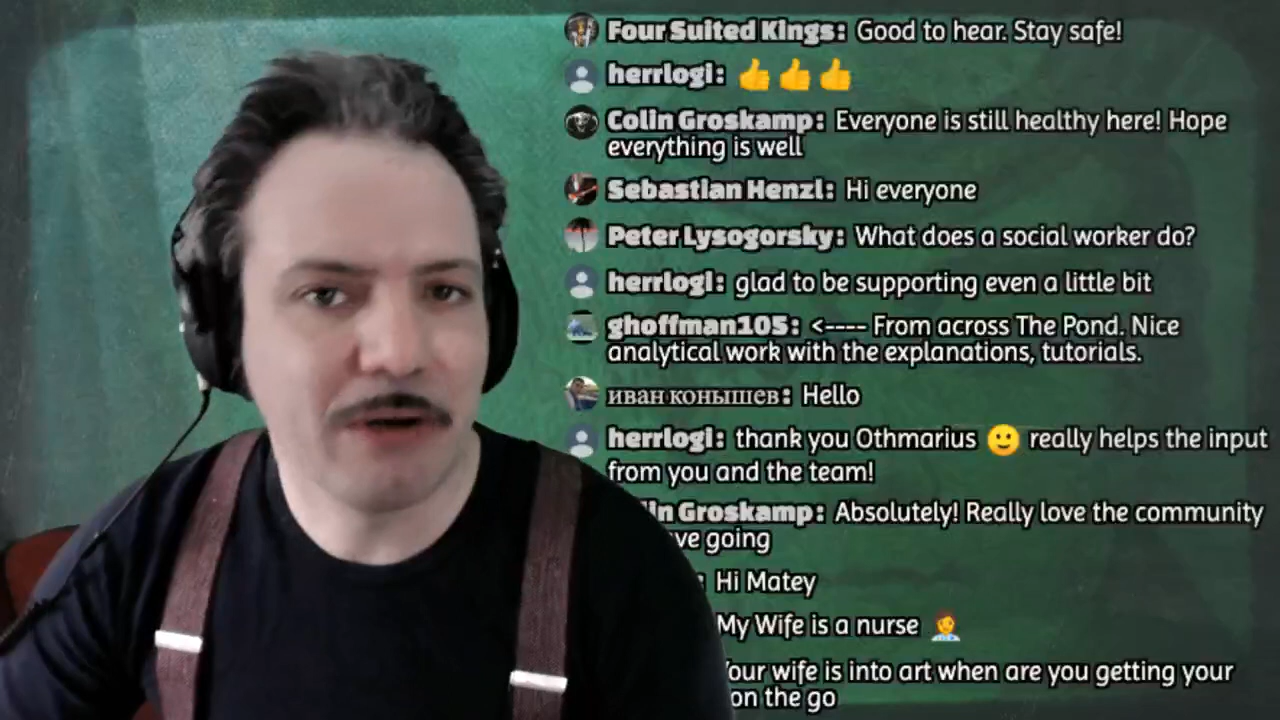 Four Suited Kings: Good to hear. Stay safe!
herrlogi: 👍👍👍
Colin Groskamp: Everyone is still healthy here! Hope
everything is well
Sebastian Henzl: Hi everyone
Peter Lysogorsky: What does a social worker do?
herrlogi: glad to be supporting even a little bit
ghoffman105: <---- From across The Pond. Nice
analytical work with the explanations, tutorials.
иван конышев: Hello
herrlogi: thank you Othmarius 🙂 really helps the input
from you and the team!
Groskamp: Absolutely! Really love the community
going
: Hi Matey
My Wife is a nurse 👩‍⚕️
wife is into art when are you getting your
on the go